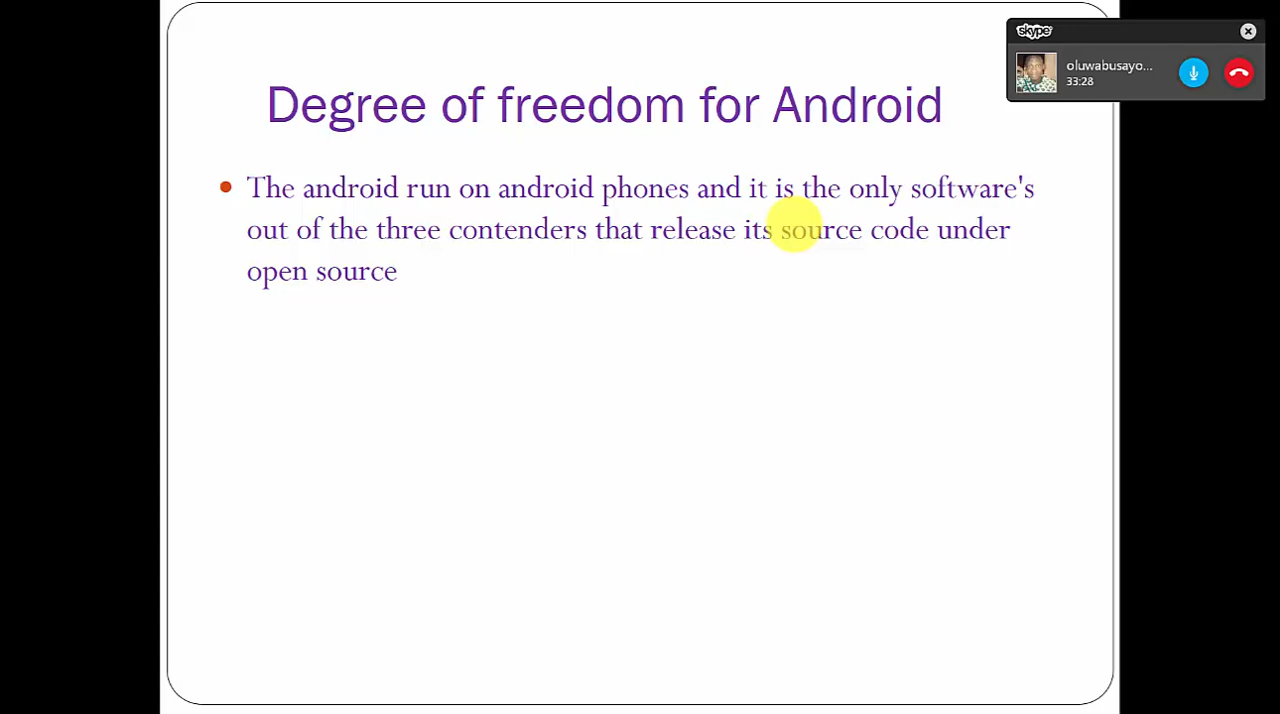 skype
oluwabusayo...
33:28
Degree of freedom for Android
The android run on android phones and it is the only software's
out of the three contenders that release its source code under
open source